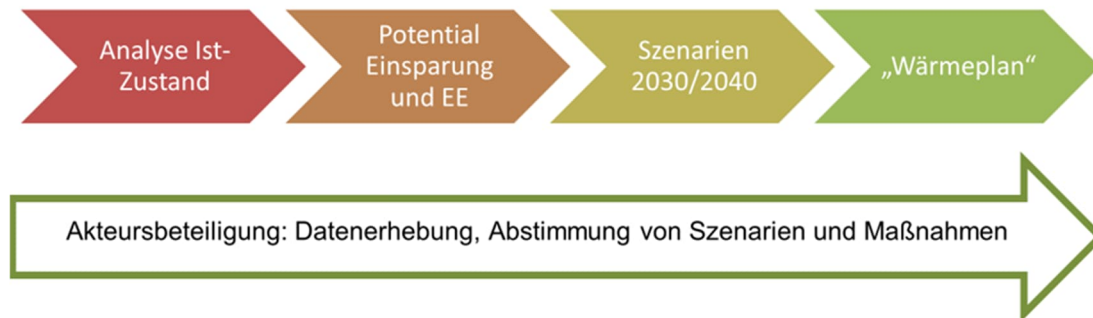 Analyse Ist-
Zustand
Potential
Einsparung
und EE
Szenarien
2030/2040
„Wärmeplan“
Akteursbeteiligung: Datenerhebung, Abstimmung von Szenarien und Maßnahmen